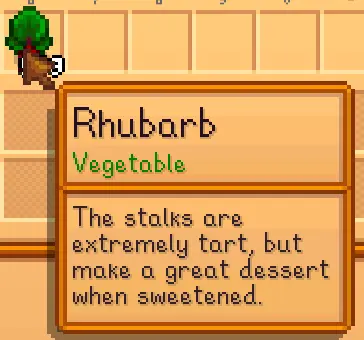 Rhubarb
Vegetable
The stalks are
extremely tart, but
make a great dessert
when sweetened.